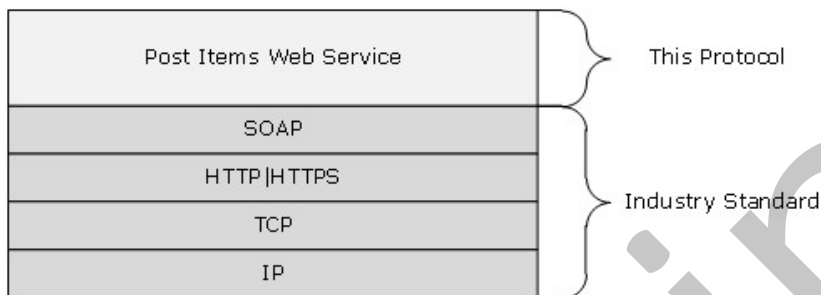 Post Items Web Service
This Protocol
SOAP
HTTP|HTTPS
TCP
IP
Industry Standard